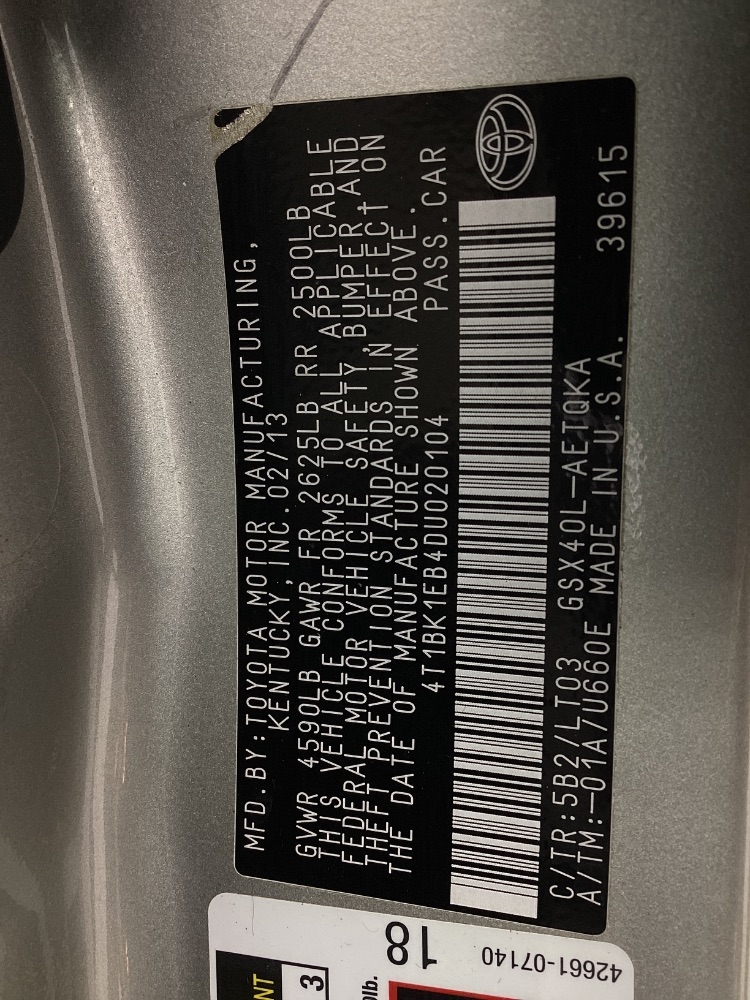 MFD.BY:TOYOTA MOTOR MANUFACTURING,
KENTUCKY,INC.02/13
GVWR 4590LB GAWR FR 2625LB RR 2500LB
THIS VEHICLE CONFORMS TO ALL APPLICABLE
FEDERAL MOTOR VEHICLE SAFETY,BUMPER,AND
THEFT PREVENTION STANDARDS IN EFFECT ON
THE DATE OF MANUFACTURE SHOWN ABOVE.
4T1BK1EB4DU020104 PASS.CAR
C/TR:5B2/LT03 GSX40L-AETQKA
A/TM:-01A/U660E MADE IN U.S.A. 39615
42661-07140
18
3